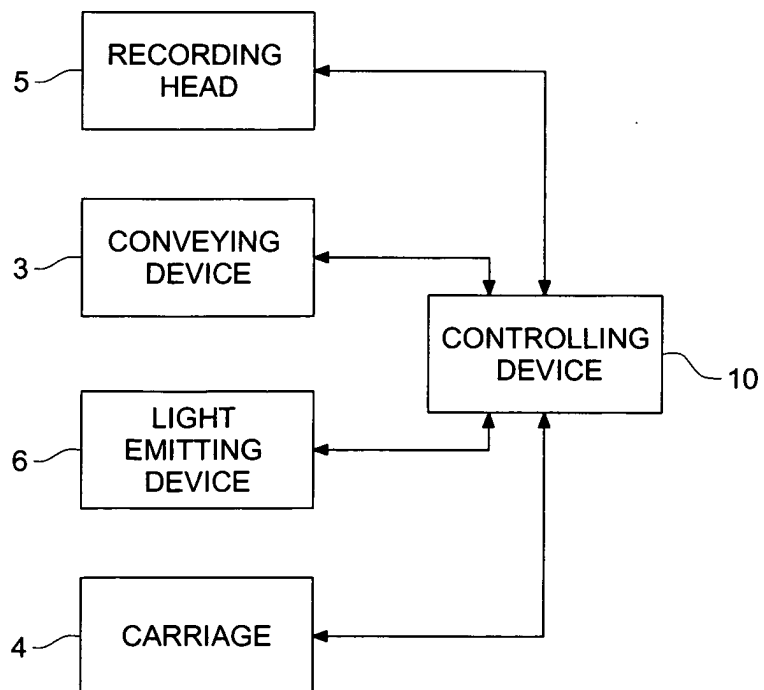 RECORDING
HEAD
5
CONVEYING
DEVICE
3
CONTROLLING
DEVICE
10
LIGHT
EMITTING
DEVICE
6
CARRIAGE
4